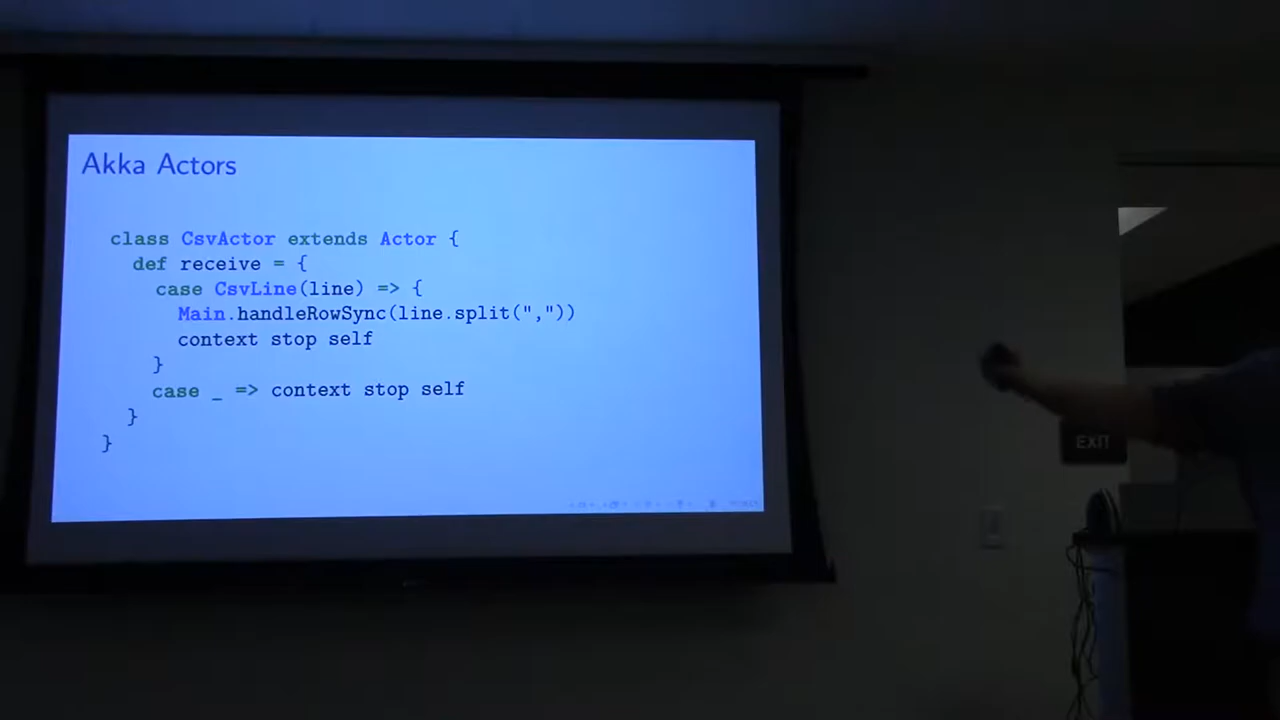 Akka Actors
class CsvActor extends Actor {
def receive = {
case CsvLine(line) => {
Main.handleRowSync(line.split(","))
context stop self
}
case _ => context stop self
}
}
EXIT